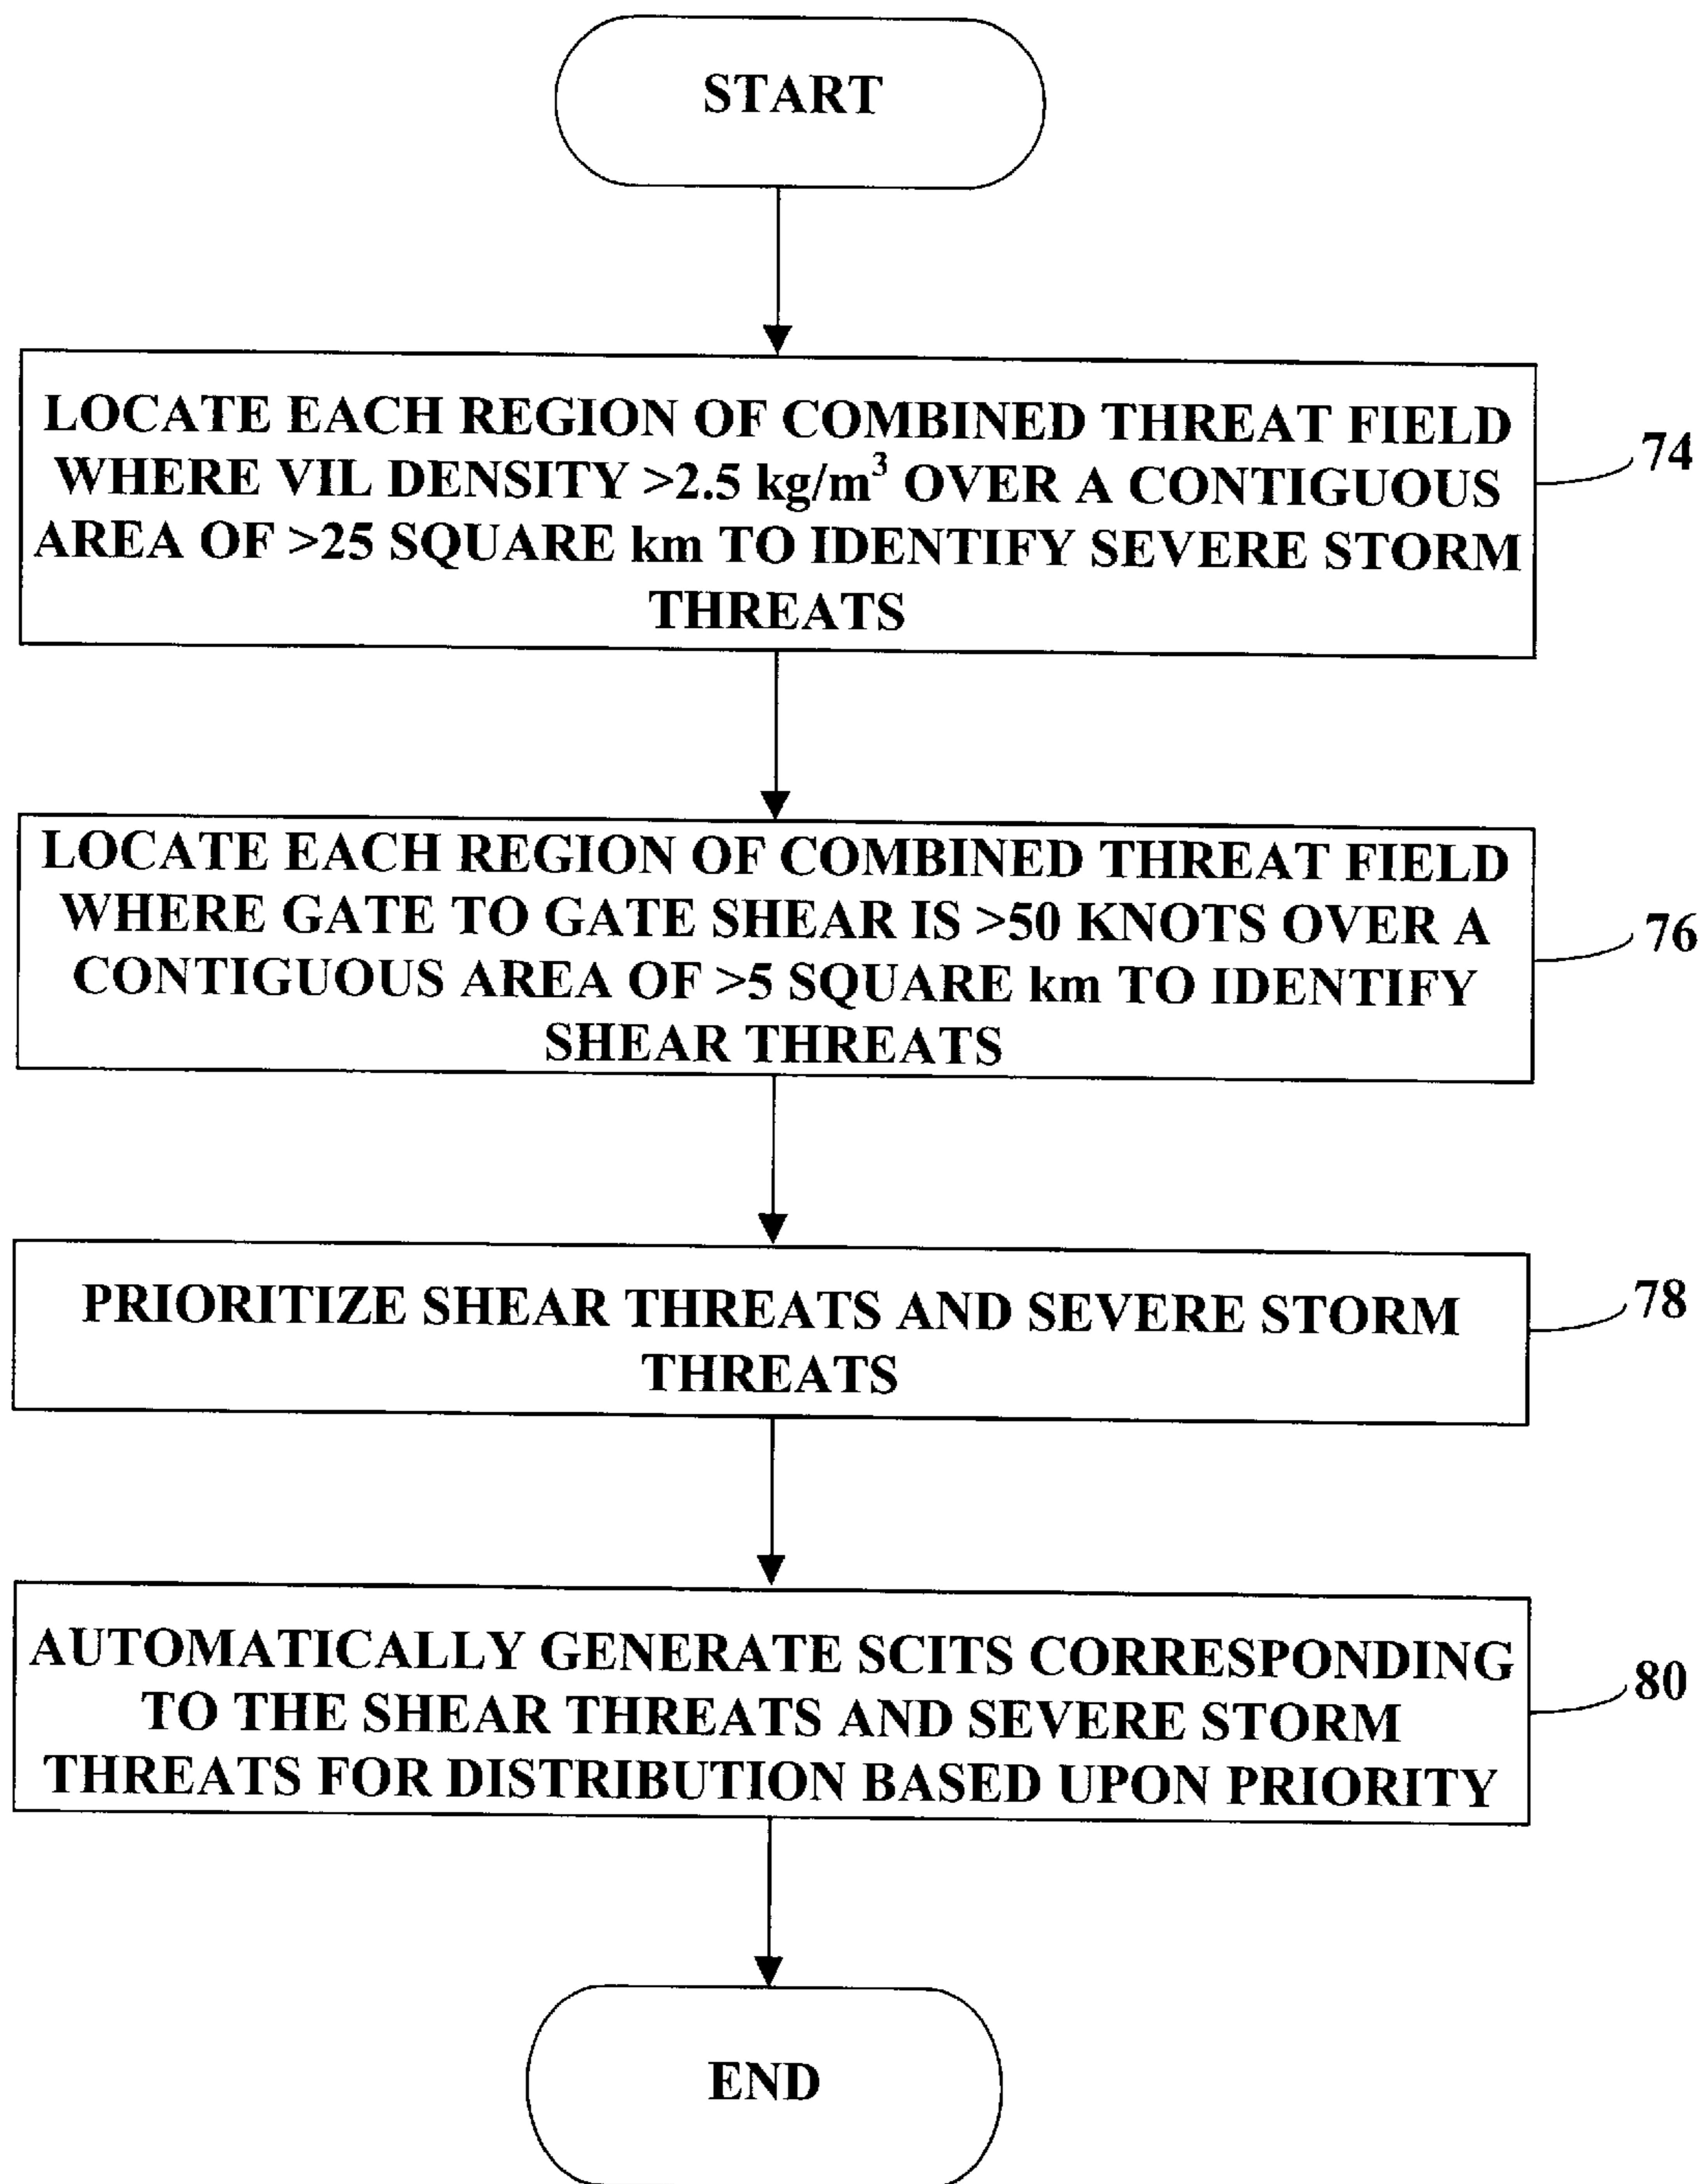 START
LOCATE EACH REGION OF COMBINED THREAT FIELD
WHERE VIL DENSITY >2.5 kg/m³ OVER A CONTIGUOUS
AREA OF >25 SQUARE km TO IDENTIFY SEVERE STORM
THREATS
74
LOCATE EACH REGION OF COMBINED THREAT FIELD
WHERE GATE TO GATE SHEAR IS >50 KNOTS OVER A
CONTIGUOUS AREA OF >5 SQUARE km TO IDENTIFY
SHEAR THREATS
76
PRIORITIZE SHEAR THREATS AND SEVERE STORM
THREATS
78
AUTOMATICALLY GENERATE SCITS CORRESPONDING
TO THE SHEAR THREATS AND SEVERE STORM
THREATS FOR DISTRIBUTION BASED UPON PRIORITY
80
END